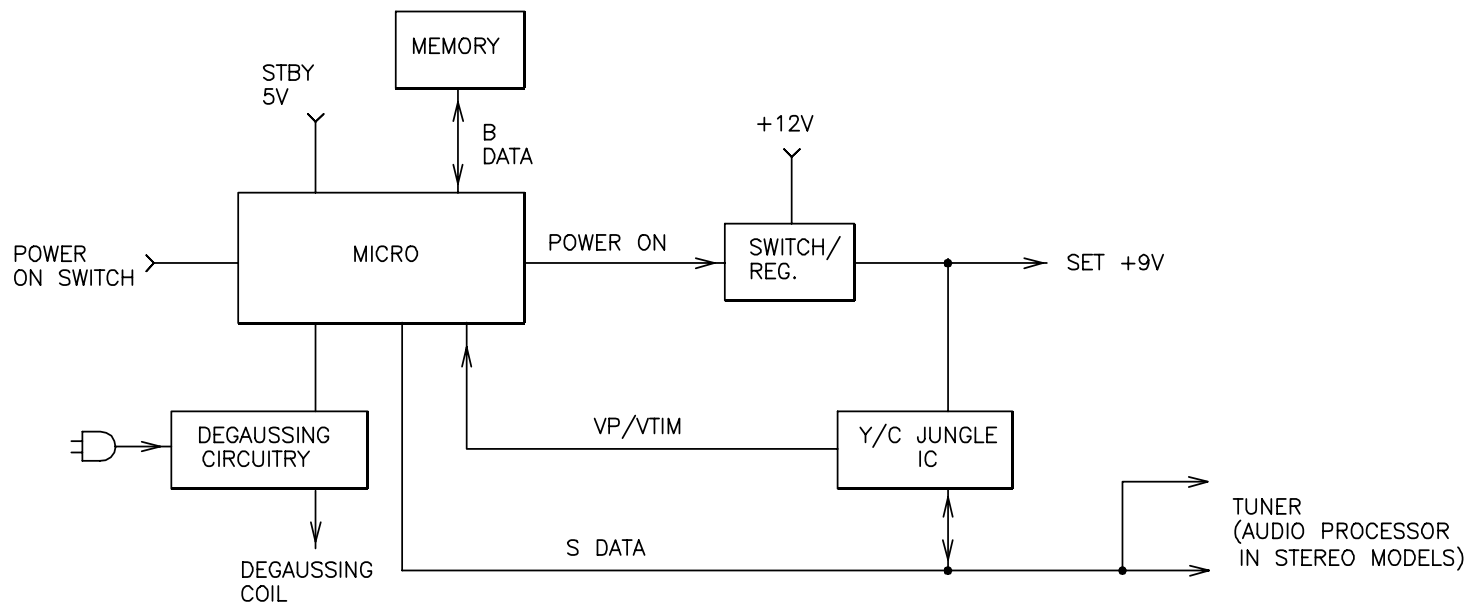 MEMORY
STBY
5V
B
DATA
+12V
POWER
ON SWITCH
MICRO
POWER ON
SWITCH/
REG.
SET +9V
DEGAUSSING
CIRCUITRY
VP/VTIM
Y/C JUNGLE
IC
S DATA
TUNER
(AUDIO PROCESSOR
IN STEREO MODELS)
DEGAUSSING
COIL